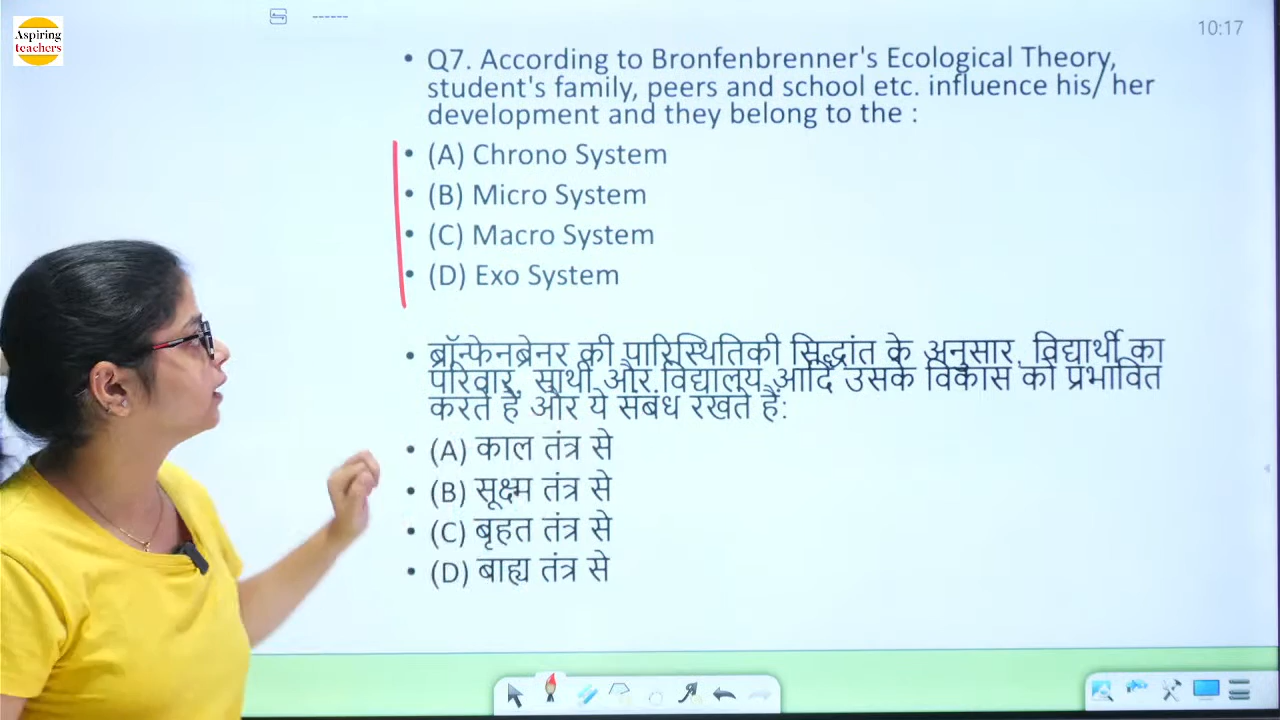 Aspiring
teachers
10:17
• Q7. According to Bronfenbrenner's Ecological Theory,
student's family, peers and school etc. influence his/ her
development and they belong to the :
• (A) Chrono System
• (B) Micro System
• (C) Macro System
• (D) Exo System
• ब्रॉन्फेनब्रेनर की पारिस्थितिकी सिद्धांत के अनुसार, विद्यार्थी का
परिवार, साथी और विद्यालय आदि उसके विकास को प्रभावित
करते हैं और ये संबंध रखते हैं:
• (A) काल तंत्र से
• (B) सूक्ष्म तंत्र से
• (C) बृहत तंत्र से
• (D) बाह्य तंत्र से